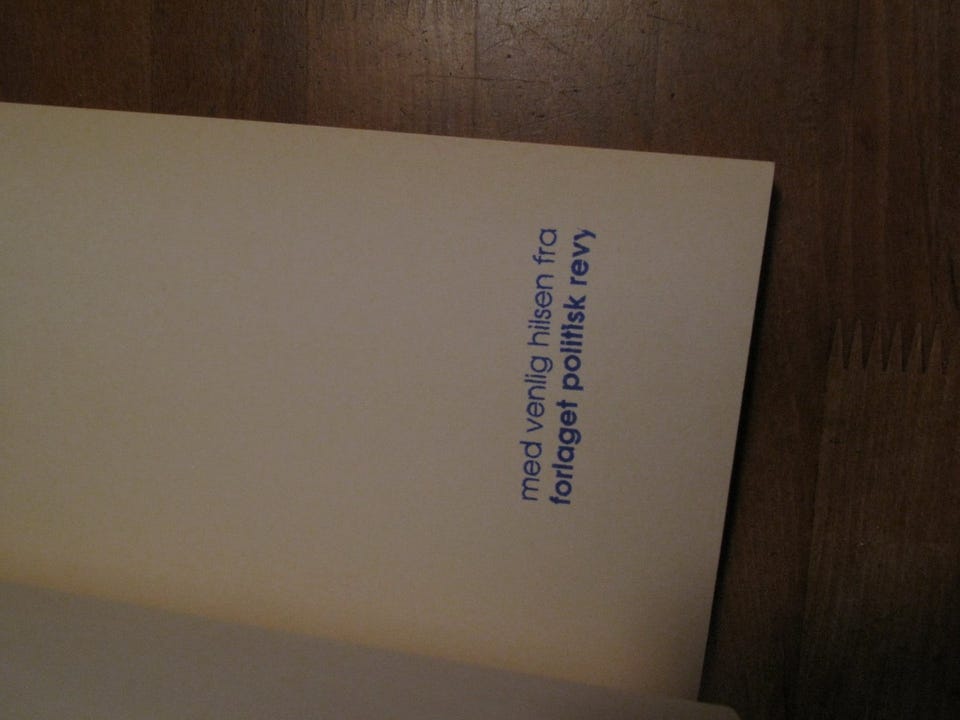 med venlig hilsen fra
forlaget politisk revy